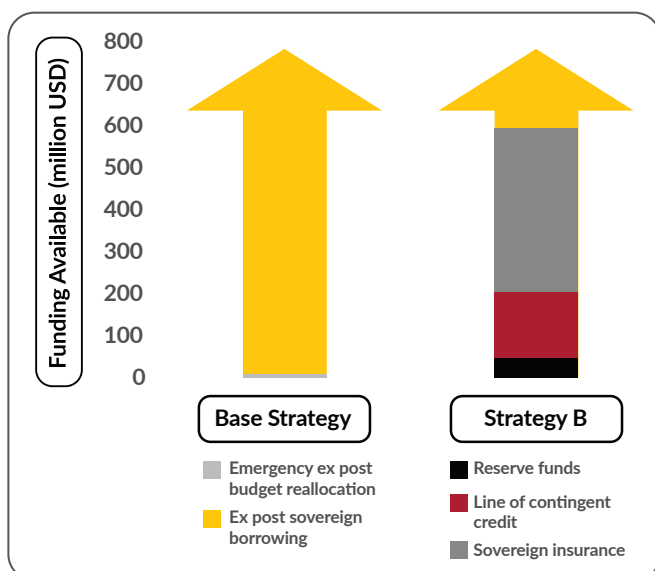 Funding Available (million USD)
800
700
600
500
400
300
200
100
0
Base Strategy
Emergency ex post
budget reallocation
Ex post sovereign
borrowing
Strategy B
Reserve funds
Line of contingent
credit
Sovereign insurance